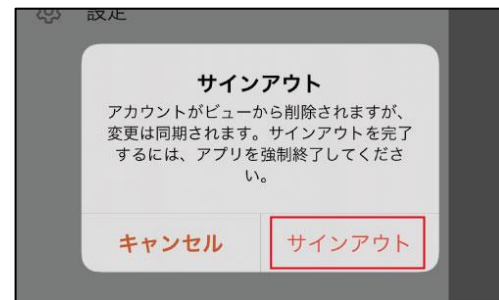 設定
サインアウト
アカウントがビューから削除されますが、
変更は同期されます。サインアウトを完了
するには、アプリを強制終了してくださ
い。
キャンセル
サインアウト